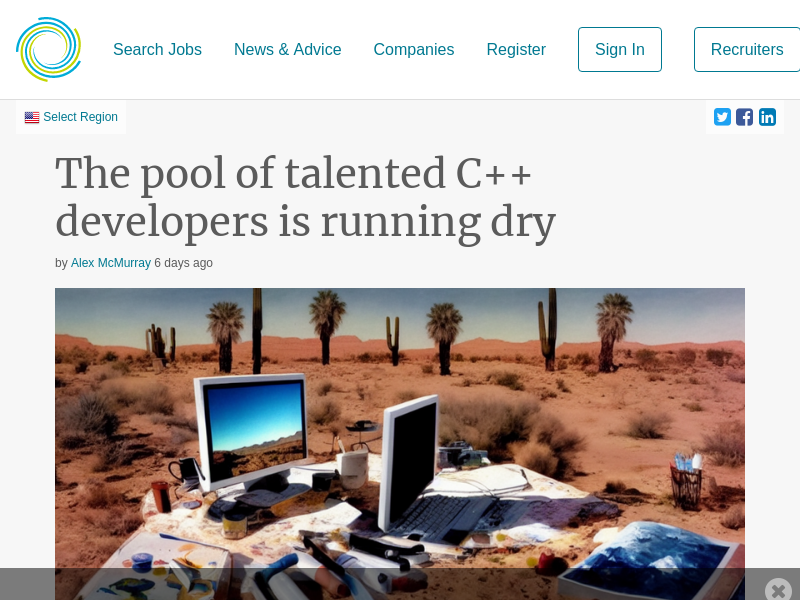 Search Jobs News & Advice Companies Register Sign In Recruiters
Select Region
The pool of talented C++
developers is running dry
by Alex McMurray 6 days ago